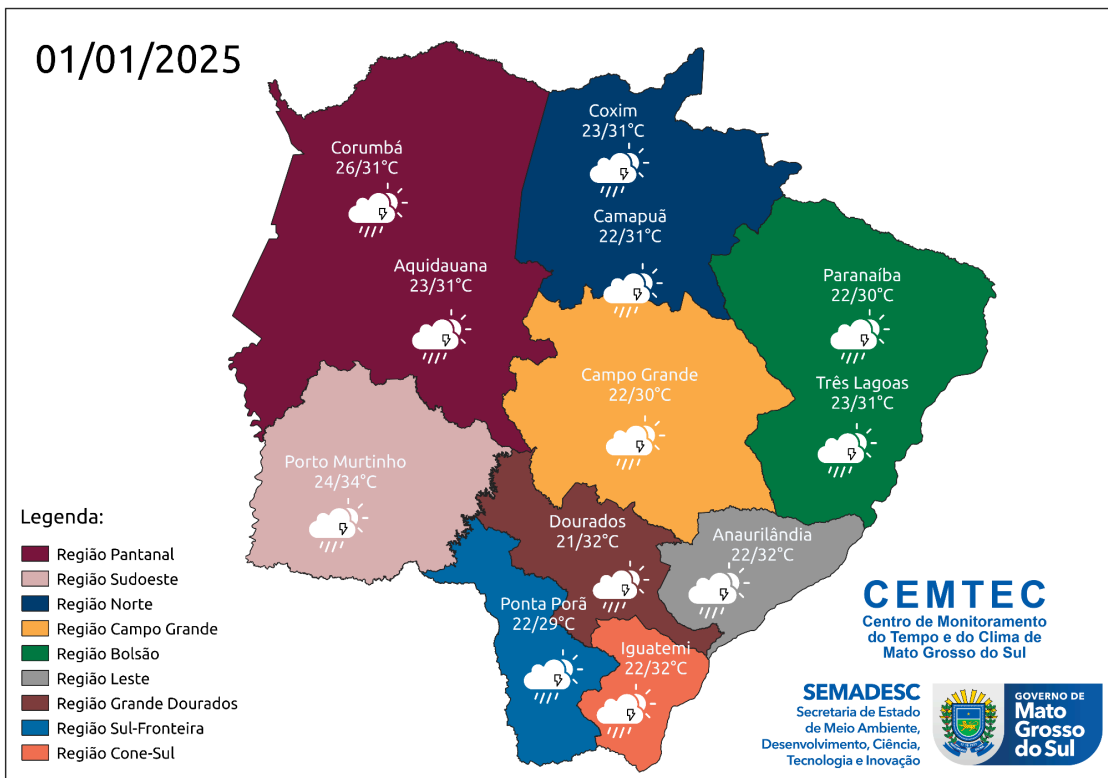 01/01/2025
Coxim
23/31°C
Corumbá
26/31°C
Camapuã
22/31°C
Aquidauana
23/31°C
Paranaíba
22/30°C
Campo Grande
22/30°C
Três Lagoas
23/31°C
Porto Murtinho
24/34°C
Dourados
21/32°C
Anaurilândia
22/32°C
Ponta Porã
22/29°C
Iguatemi
22/32°C
Legenda:
Região Pantanal
Região Sudoeste
Região Norte
Região Campo Grande
Região Bolsão
Região Leste
Região Grande Dourados
Região Sul-Fronteira
Região Cone-Sul
CEMTEC
Centro de Monitoramento
do Tempo e do Clima de
Mato Grosso do Sul
SEMADESC
Secretaria de Estado
de Meio Ambiente,
Desenvolvimento, Ciência,
Tecnologia e Inovação
GOVERNO DE
Mato
Grosso
do Sul